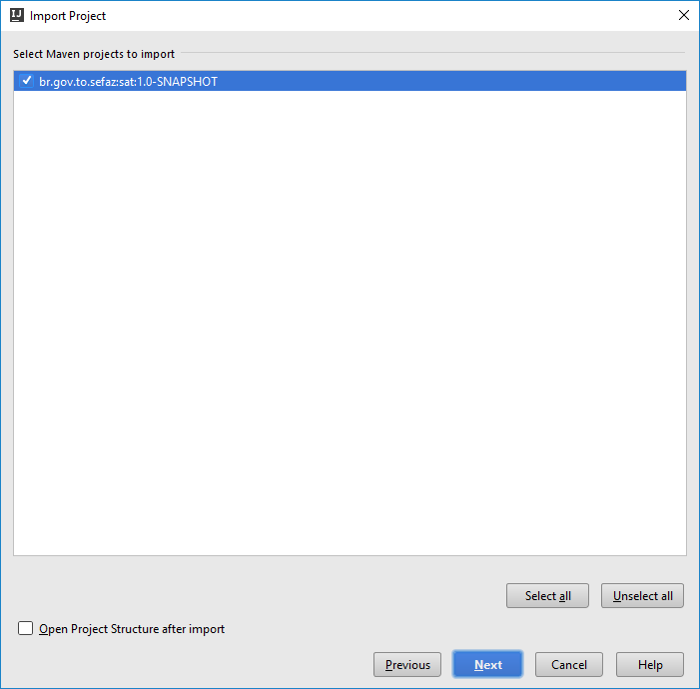 IJ Import Project
Select Maven projects to import
br.gov.to.sefaz:sat:1.0-SNAPSHOT
Select all Unselect all
Open Project Structure after import
Previous Next Cancel Help